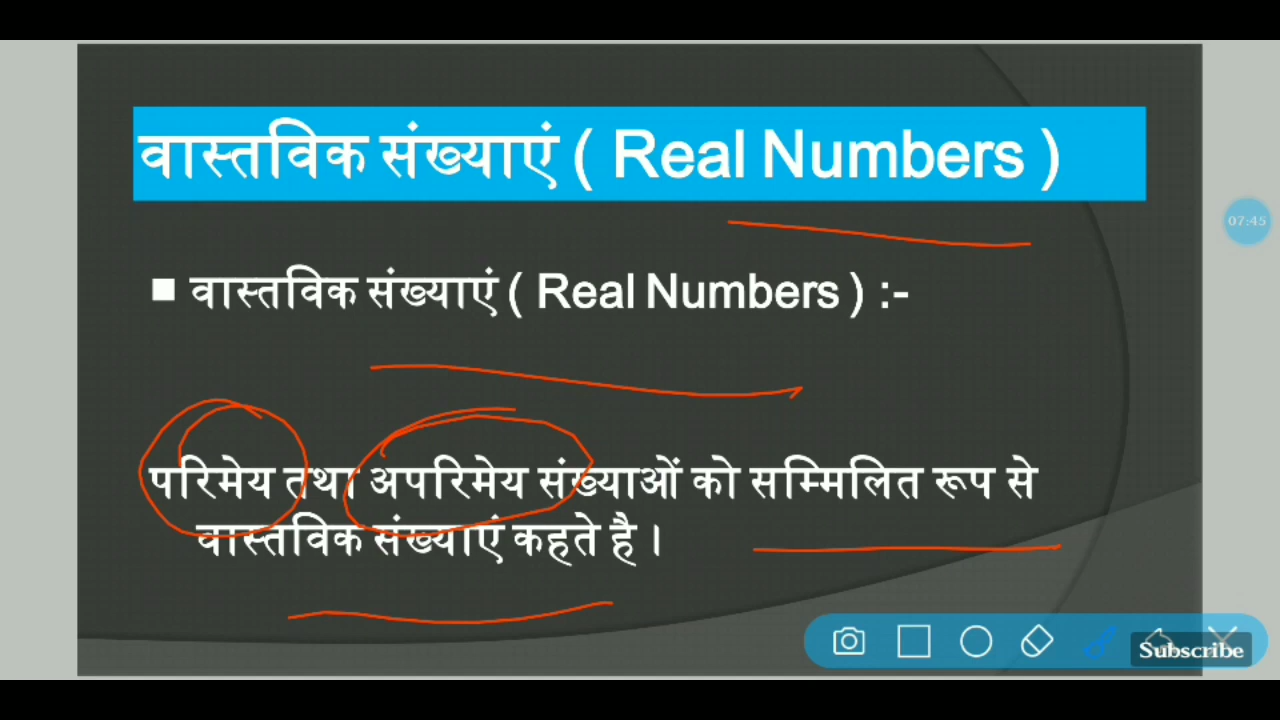 वास्तविक संख्याएं ( Real Numbers )
07:45
■ वास्तविक संख्याएं ( Real Numbers ) :-
परिमेय तथा अपरिमेय संख्याओं को सम्मिलित रूप से
वास्तविक संख्याएं कहते है ।
Subscribe